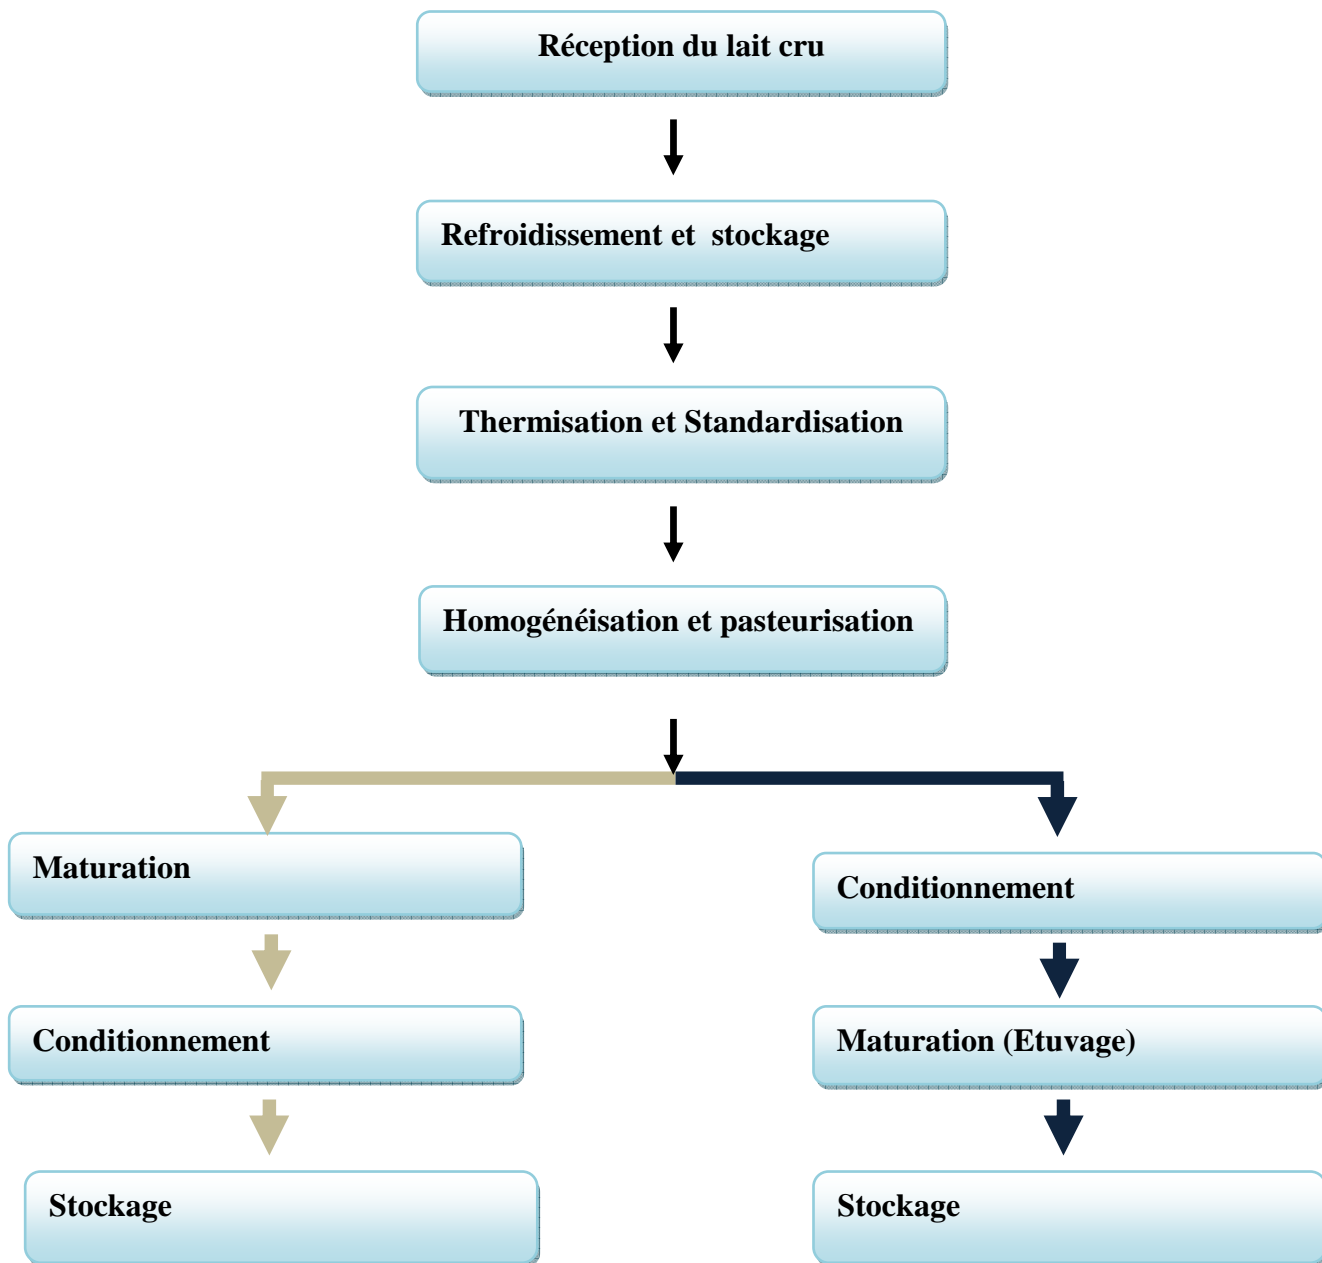 Réception du lait cru
Refroidissement et stockage
Thermisation et Standardisation
Homogénéisation et pasteurisation
Maturation
Conditionnement
Stockage
Conditionnement
Maturation (Etuvage)
Stockage